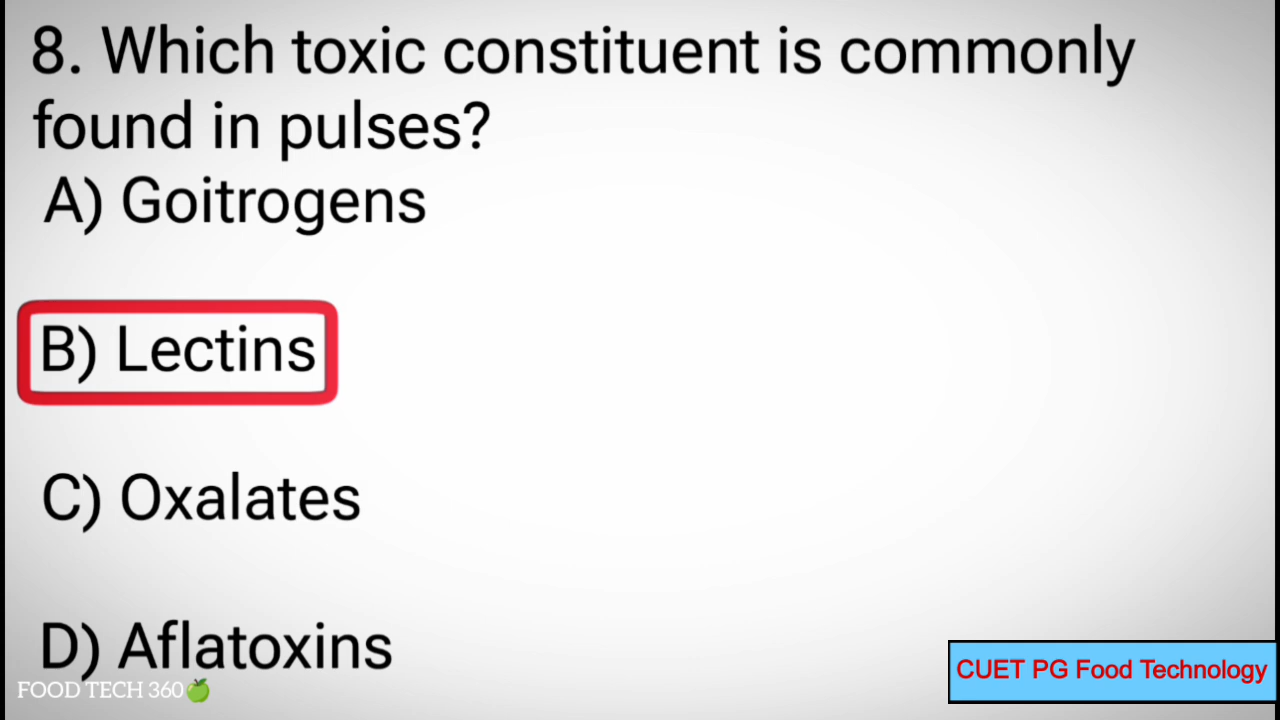 8. Which toxic constituent is commonly
found in pulses?
A) Goitrogens
B) Lectins
C) Oxalates
D) Aflatoxins
FOOD TECH 360🍏
CUET PG Food Technology